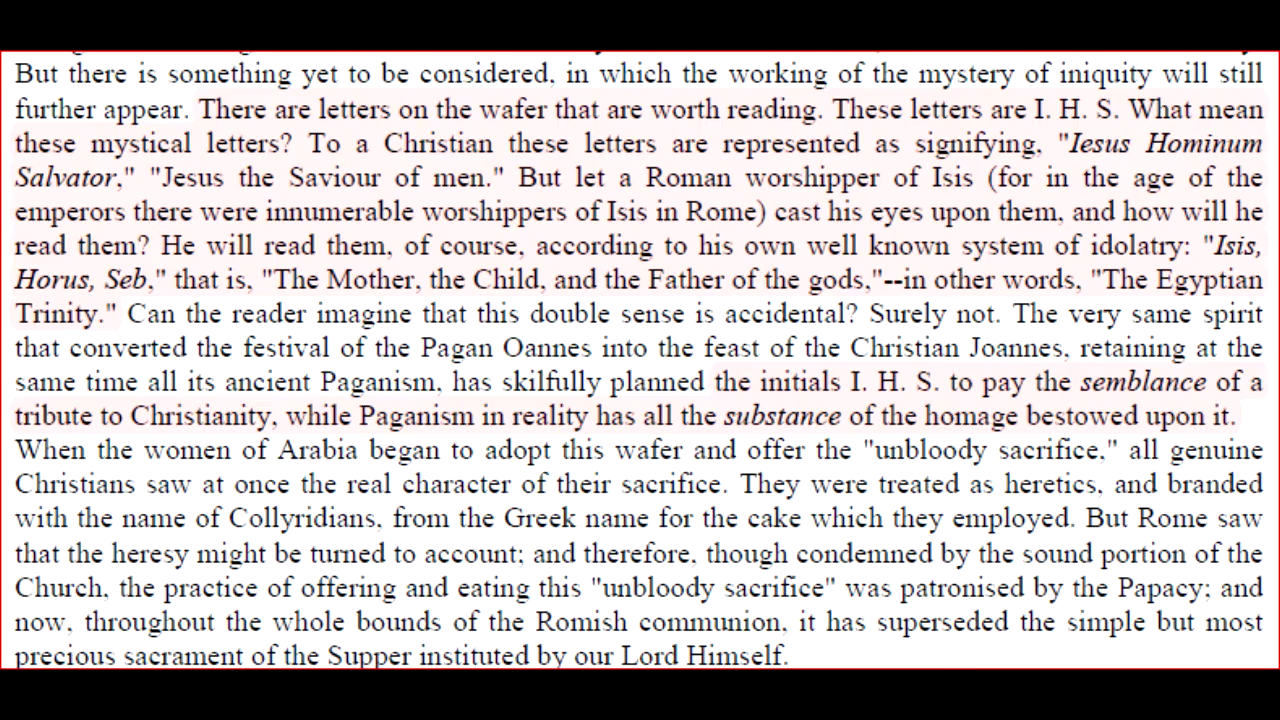 But there is something yet to be considered, in which the working of the mystery of iniquity will still
further appear. There are letters on the wafer that are worth reading. These letters are I. H. S. What mean
these mystical letters? To a Christian these letters are represented as signifying, "Iesus Hominum
Salvator," "Jesus the Saviour of men." But let a Roman worshipper of Isis (for in the age of the
emperors there were innumerable worshippers of Isis in Rome) cast his eyes upon them, and how will he
read them? He will read them, of course, according to his own well known system of idolatry: "Isis,
Horus, Seb," that is, "The Mother, the Child, and the Father of the gods,"--in other words, "The Egyptian
Trinity." Can the reader imagine that this double sense is accidental? Surely not. The very same spirit
that converted the festival of the Pagan Oannes into the feast of the Christian Joannes, retaining at the
same time all its ancient Paganism, has skilfully planned the initials I. H. S. to pay the semblance of a
tribute to Christianity, while Paganism in reality has all the substance of the homage bestowed upon it.
When the women of Arabia began to adopt this wafer and offer the "unbloody sacrifice," all genuine
Christians saw at once the real character of their sacrifice. They were treated as heretics, and branded
with the name of Collyridians, from the Greek name for the cake which they employed. But Rome saw
that the heresy might be turned to account; and therefore, though condemned by the sound portion of the
Church, the practice of offering and eating this "unbloody sacrifice" was patronised by the Papacy; and
now, throughout the whole bounds of the Romish communion, it has superseded the simple but most
precious sacrament of the Supper instituted by our Lord Himself.